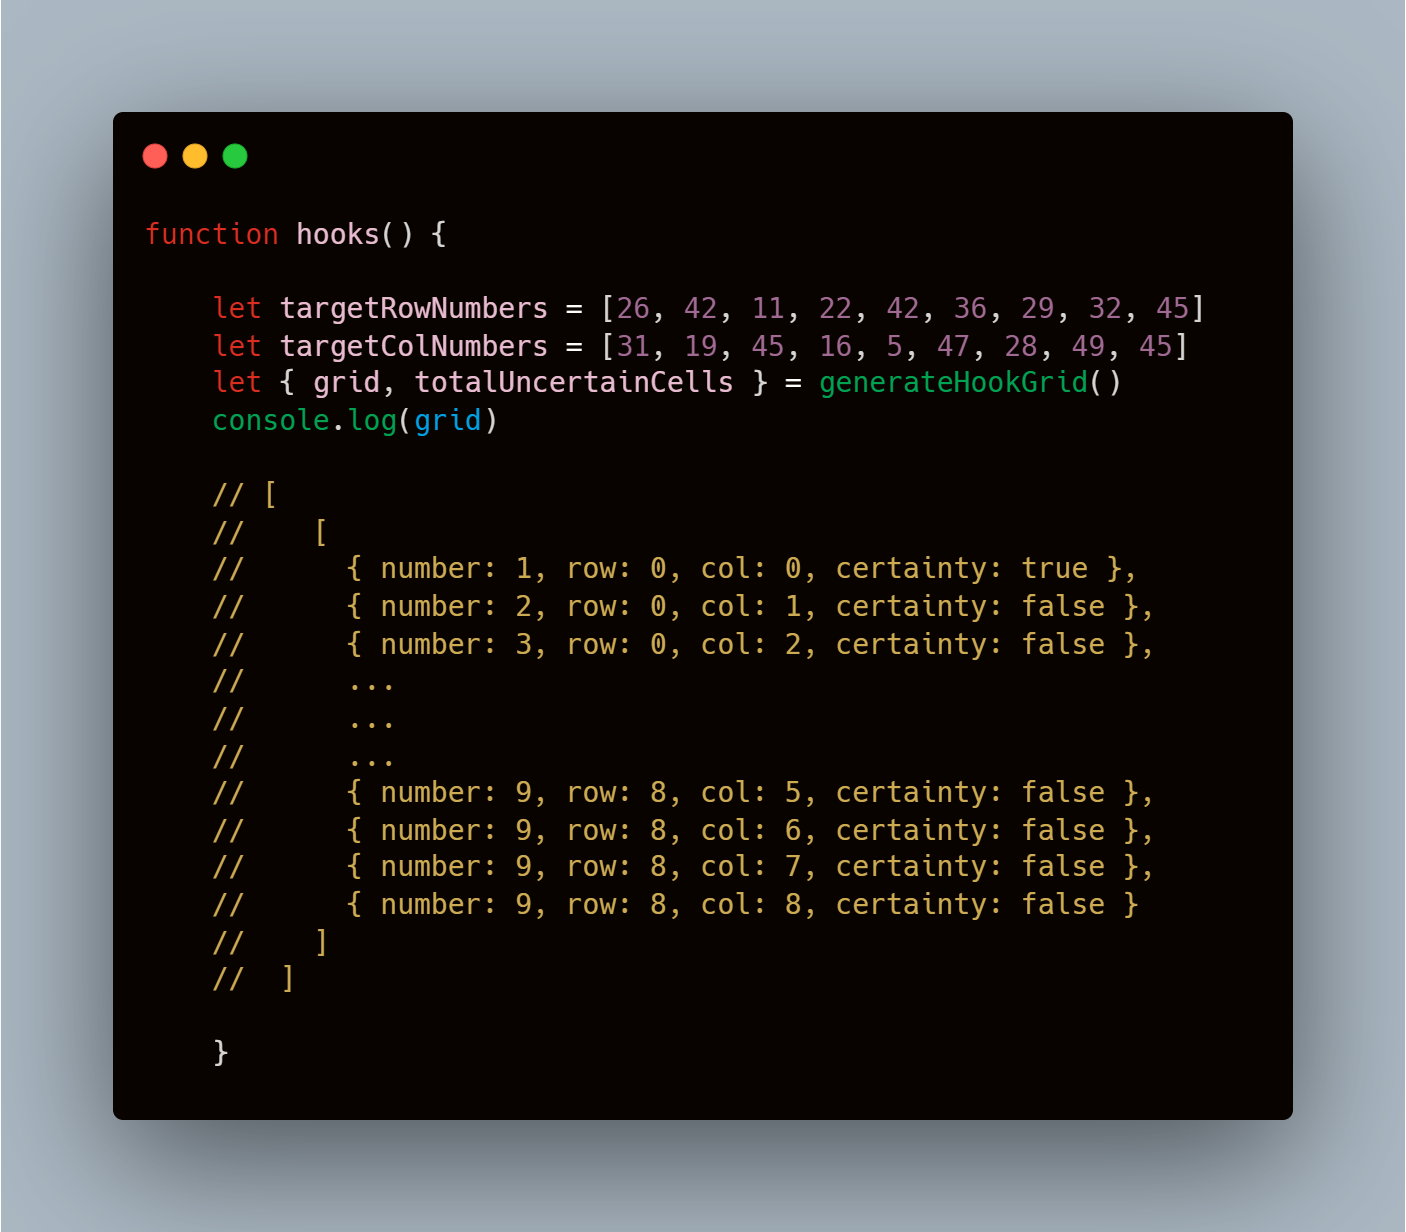 function hooks() {
let targetRowNumbers = [26, 42, 11, 22, 42, 36, 29, 32, 45]
let targetColNumbers = [31, 19, 45, 16, 5, 47, 28, 49, 45]
let { grid, totalUncertainCells } = generateHookGrid()
console.log(grid)
// [
//    [
//      { number: 1, row: 0, col: 0, certainty: true },
//      { number: 2, row: 0, col: 1, certainty: false },
//      { number: 3, row: 0, col: 2, certainty: false },
//      ...
//      ...
//      ...
//      { number: 9, row: 8, col: 5, certainty: false },
//      { number: 9, row: 8, col: 6, certainty: false },
//      { number: 9, row: 8, col: 7, certainty: false },
//      { number: 9, row: 8, col: 8, certainty: false }
//    ]
//  ]
}